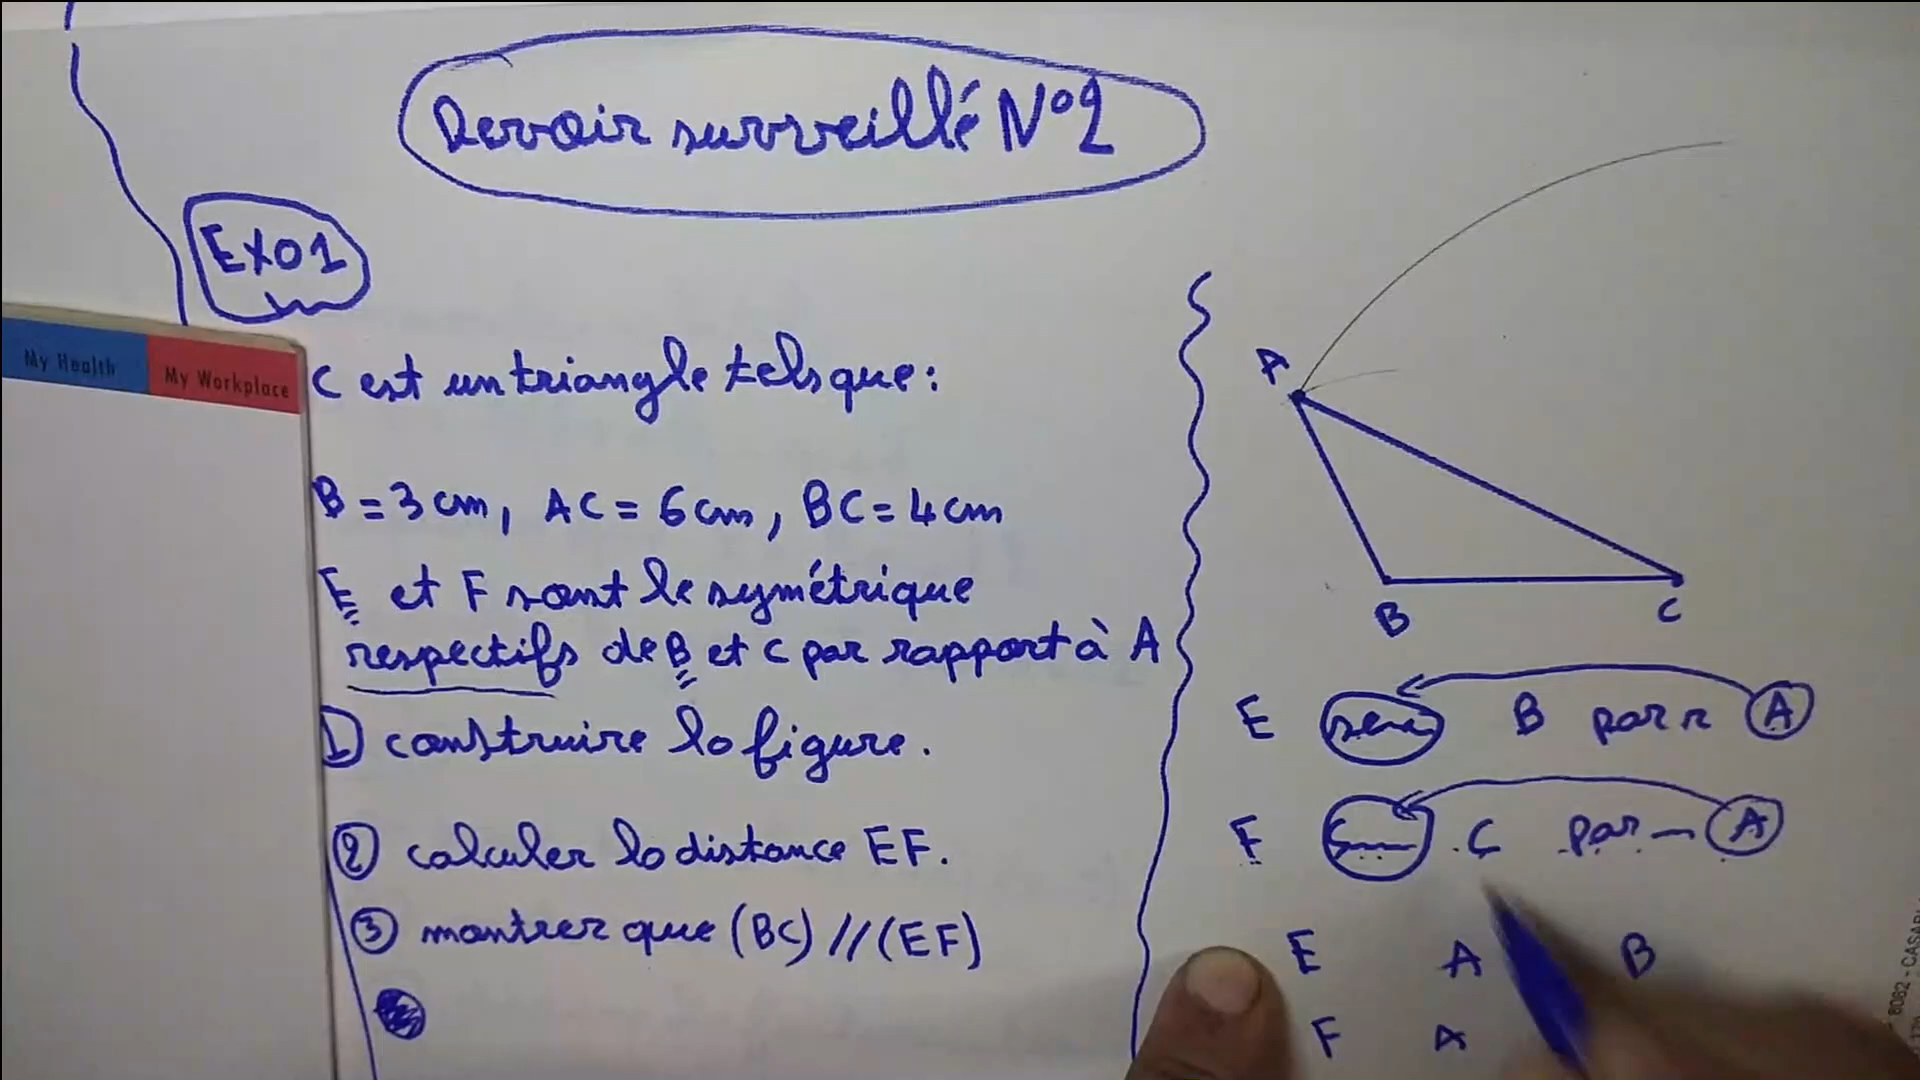 Devoir survveillé N°2
Exo1
My Health
My Workplace
C est un triangle tels que :
B = 3 cm, AC = 6 cm, BC = 4 cm
E et F sont le symétrique
respectifs de B et C par rapport à A
1) construire la figure.
2 calculer la distance EF.
3 montrer que (BC) // (EF)
A
B
C
E B par r A
F C par A
E A B
F A